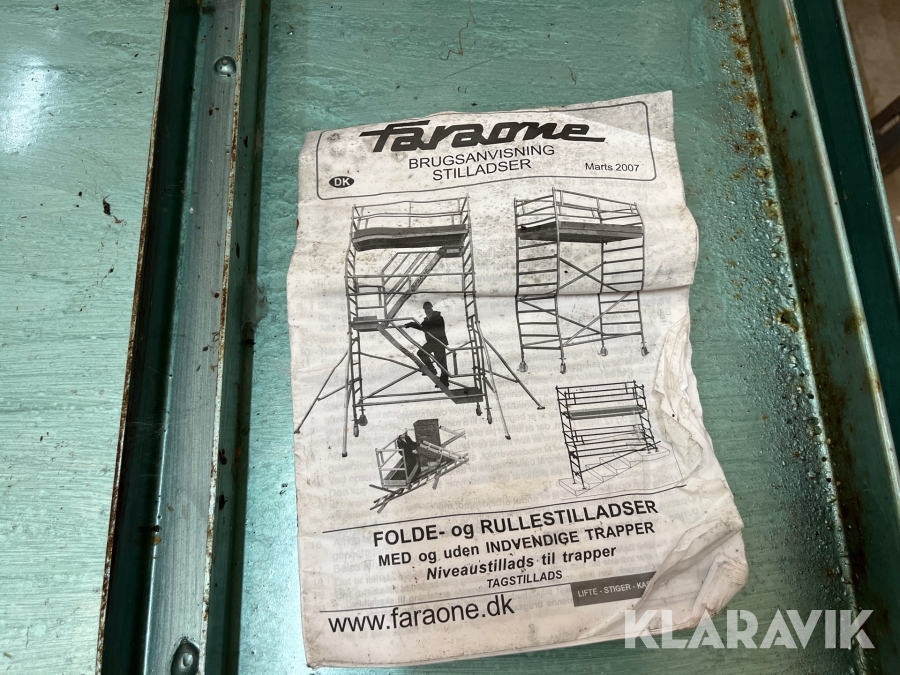 Faraone
BRUGSANVISNING
STILLADSER
Marts 2007
DK
FOLDE- og RULLESTILLADSER
MED og uden INDVENDIGE TRAPPER
Niveaustillads til trapper
TAGSTILLADS
LIFTE - STIGER -
www.faraone.dk
KLARAVIK